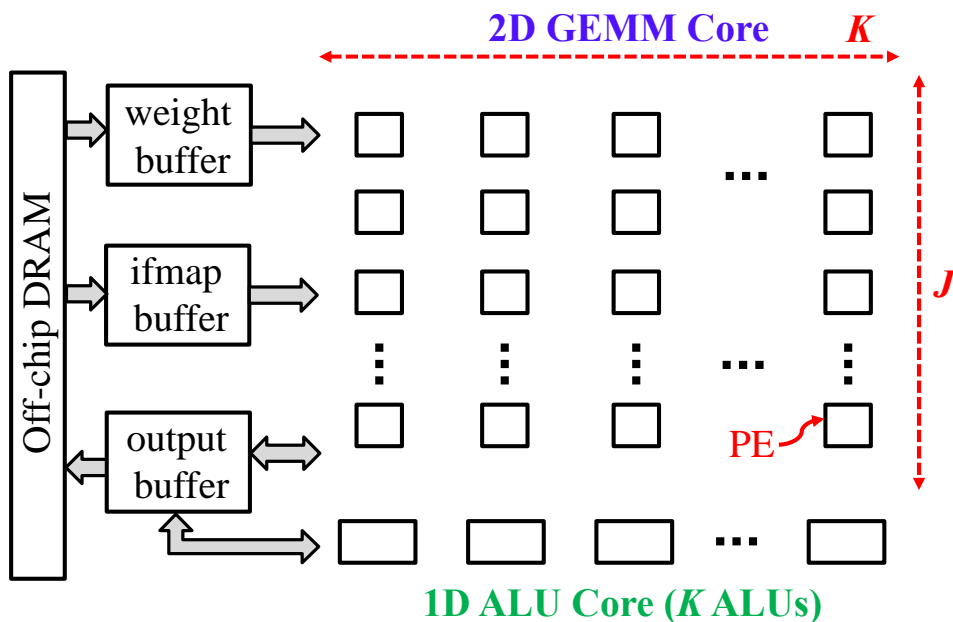 2D GEMM Core
K
Off-chip DRAM
weight
buffer
ifmap
buffer
J
output
buffer
PE
1D ALU Core (K ALUs)